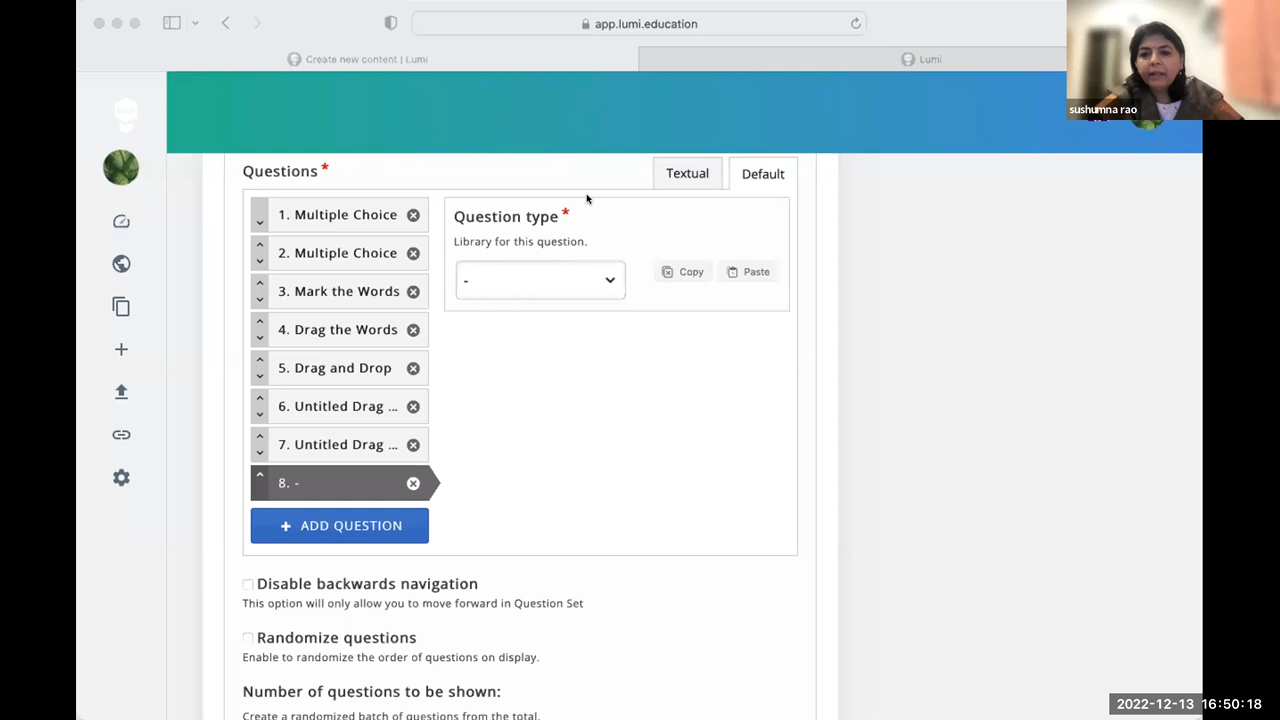 app.lumi.education
Create new content | Lumi
Lumi
sushumna rao
Questions *
Textual
Default
1. Multiple Choice
2. Multiple Choice
3. Mark the Words
4. Drag the Words
5. Drag and Drop
6. Untitled Drag ...
7. Untitled Drag ...
8. -
+ ADD QUESTION
Question type *
Library for this question.
-
Copy
Paste
Disable backwards navigation
This option will only allow you to move forward in Question Set
Randomize questions
Enable to randomize the order of questions on display.
Number of questions to be shown:
Create a randomized batch of questions from the total.
2022-12-13 16:50:18